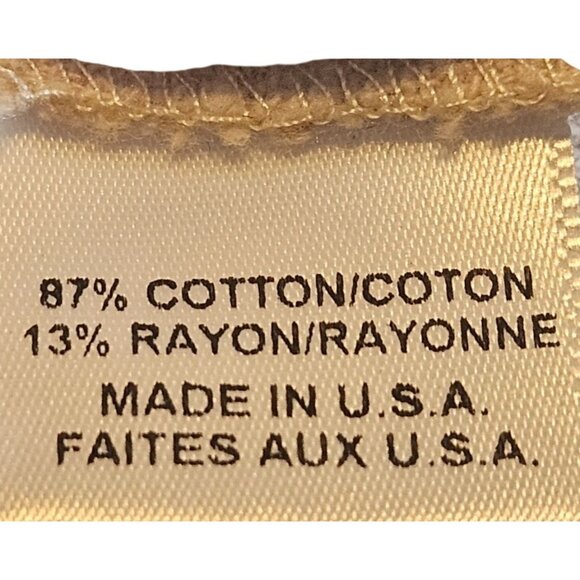 87% COTTON/COTON
13% RAYON/RAYONNE
MADE IN U.S.A.
FAITES AUX U.S.A.